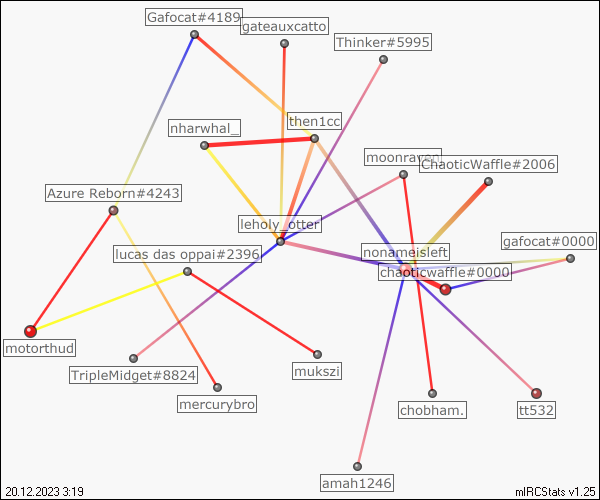 Gafocat#4189
gateauxcatto
Thinker#5995
then1cc
nharwhal_
moonraven
ChaoticWaffle#2006
Azure Reborn#4243
leholy_otter
gafocat#0000
nonameisleft
lucas das oppai#2396
chaoticwaffle#0000
motorthud
mukszi
TripleMidget#8824
mercurybro
chobham.
tt532
amah1246
20.12.2023 3:19
mIRCStats v1.25